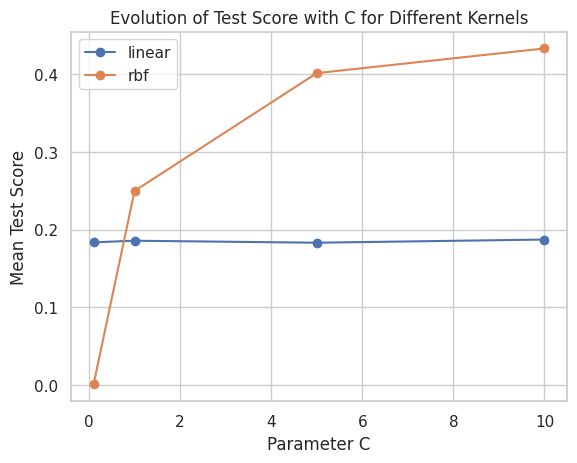 Evolution of Test Score with C for Different Kernels
linear
rbf
Mean Test Score
0.4
0.3
0.2
0.1
0.0
0 2 4 6 8 10
Parameter C